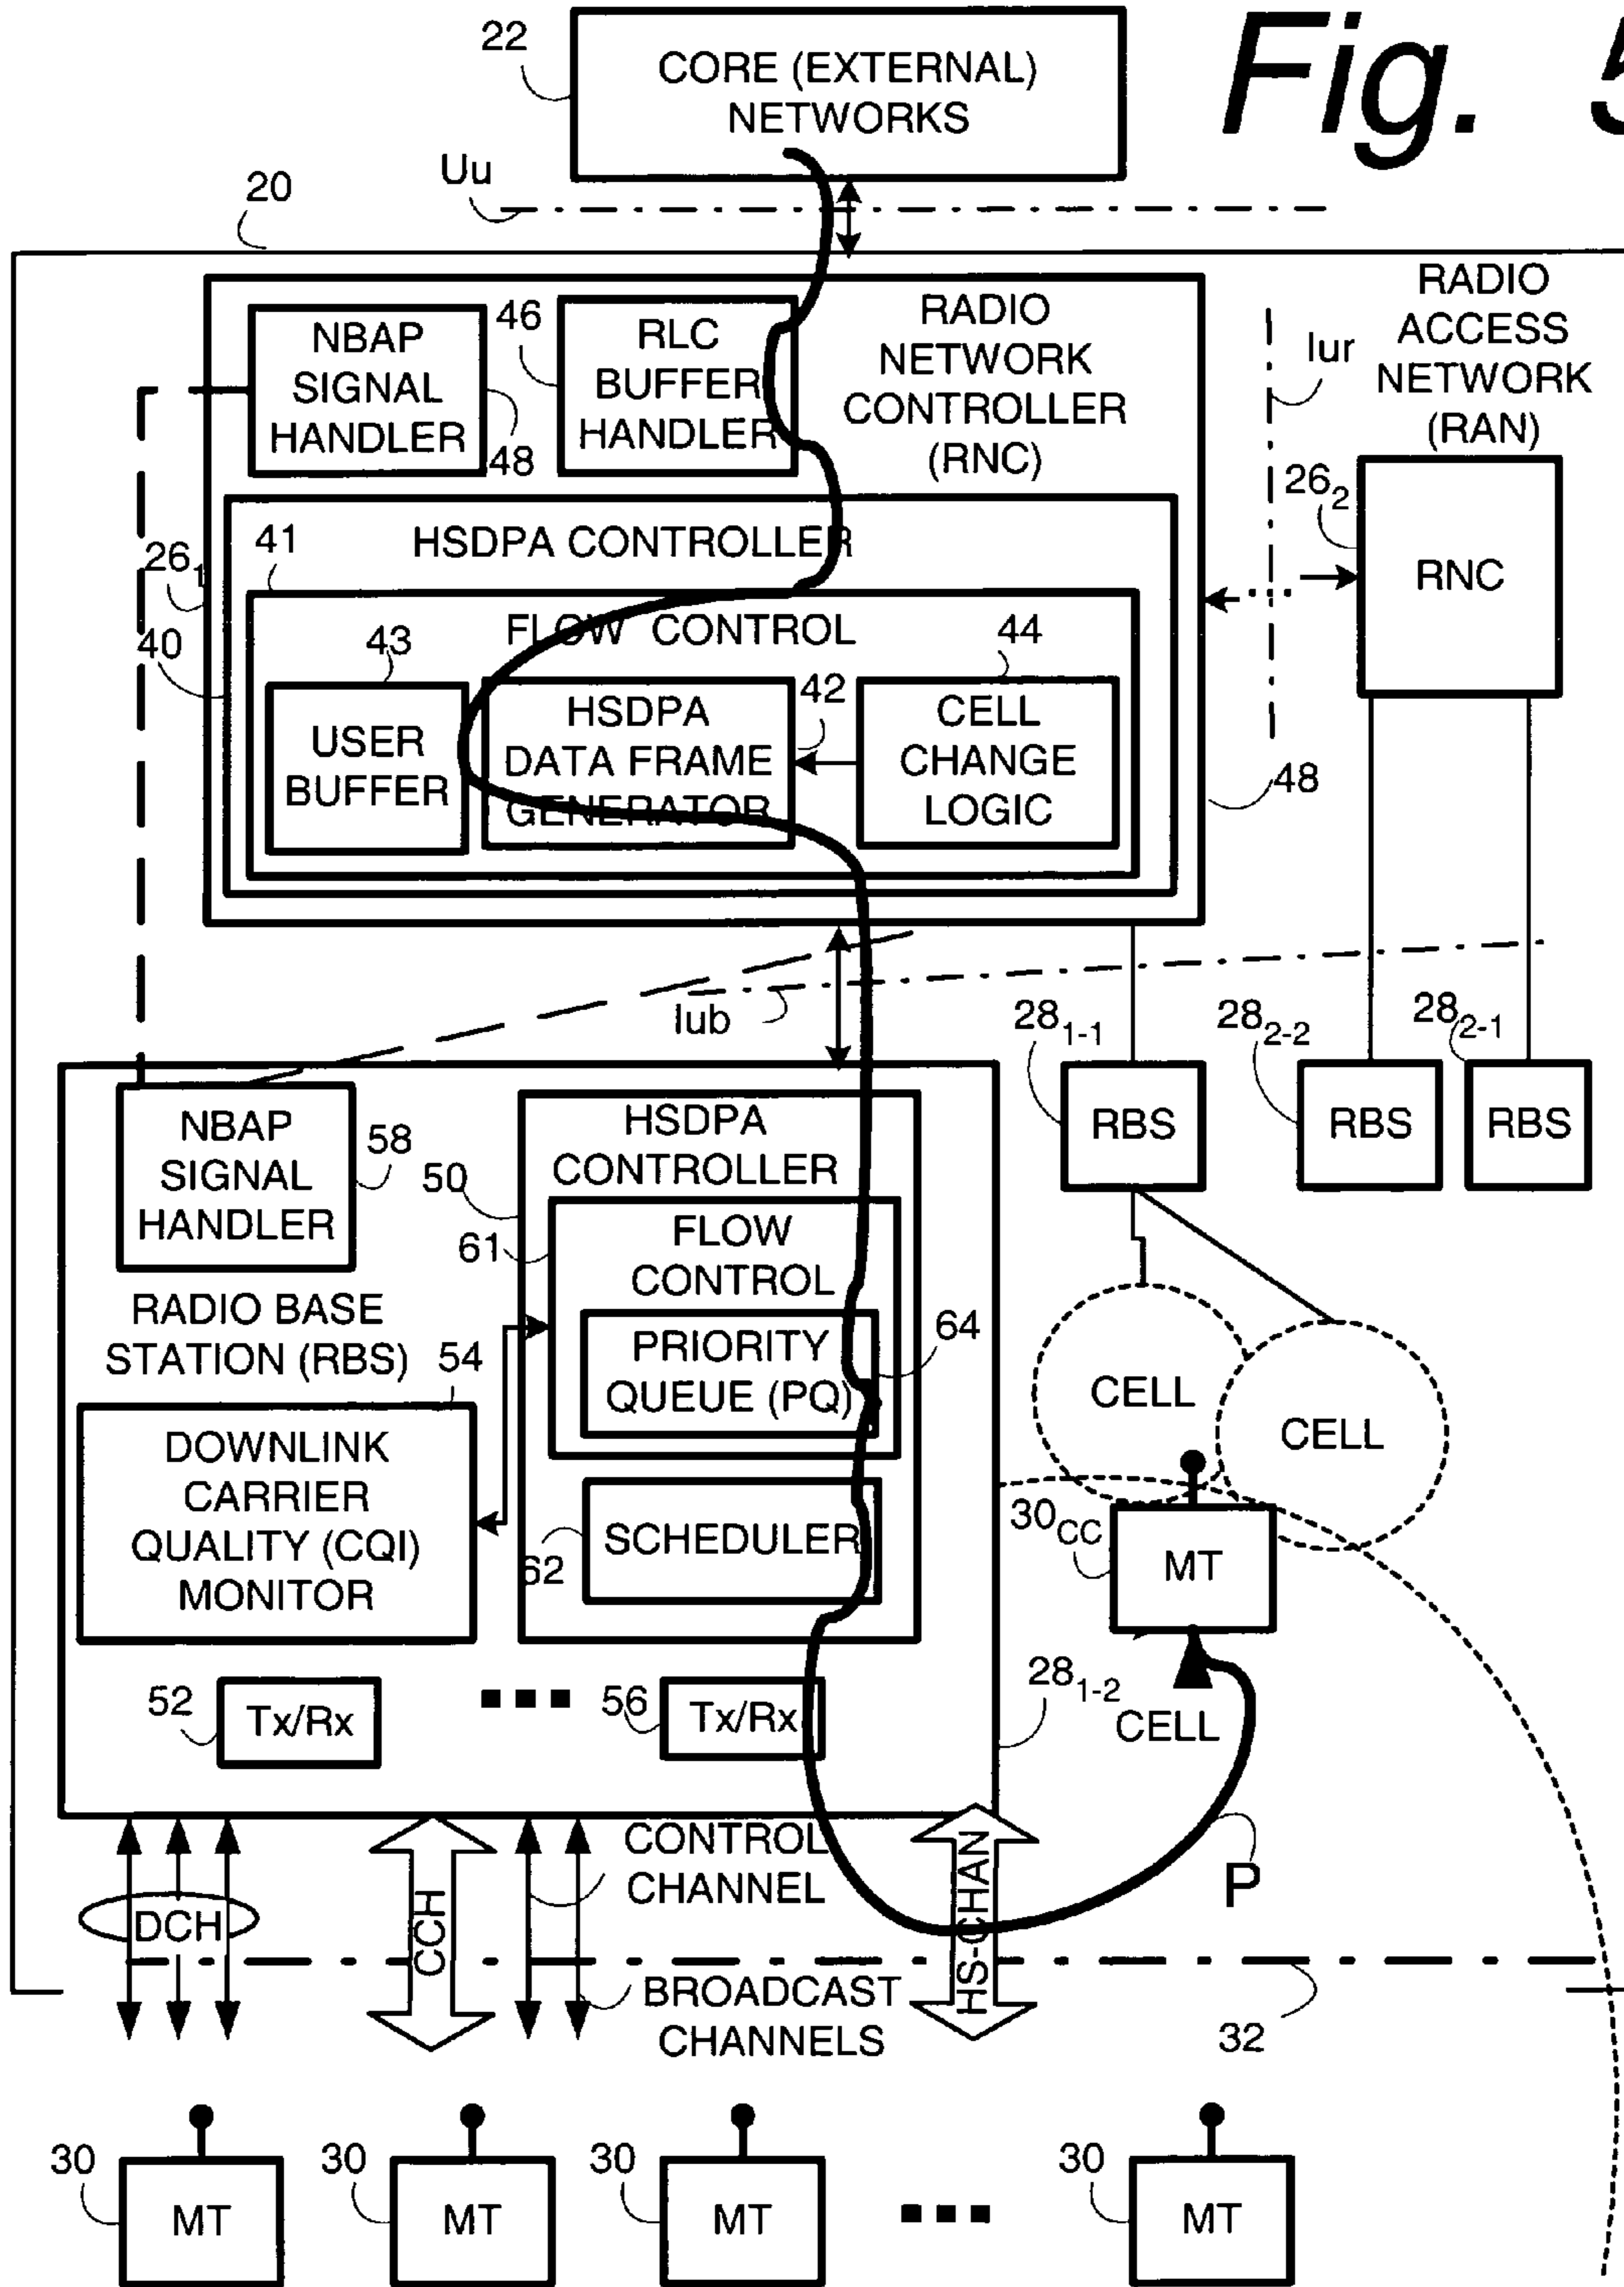 Fig. 5
22
CORE (EXTERNAL)
NETWORKS
Uu
20
NBAP
SIGNAL
HANDLER
48
46
RLC
BUFFER
HANDLER
RADIO
NETWORK
CONTROLLER
(RNC)
Iur
RADIO
ACCESS
NETWORK
(RAN)
26₂
RNC
26₁
40
41
HSDPA CONTROLLER
FLOW CONTROL
43
USER
BUFFER
HSDPA
DATA FRAME
GENERATOR
42
44
CELL
CHANGE
LOGIC
48
Iub
28₁₋₁
RBS
28₂₋₂
RBS
28₂₋₁
RBS
NBAP
SIGNAL
HANDLER
58
RADIO BASE
STATION (RBS)
50
HSDPA
CONTROLLER
61
FLOW
CONTROL
PRIORITY
QUEUE (PQ)
64
54
DOWNLINK
CARRIER
QUALITY (CQI)
MONITOR
62
SCHEDULER
CELL
CELL
30CC
MT
CELL
52
Tx/Rx
56
Tx/Rx
28₁₋₂
P
DCH
CCH
CONTROL
CHANNEL
HS-CHAN
BROADCAST
CHANNELS
32
30
MT
30
MT
30
MT
30
MT